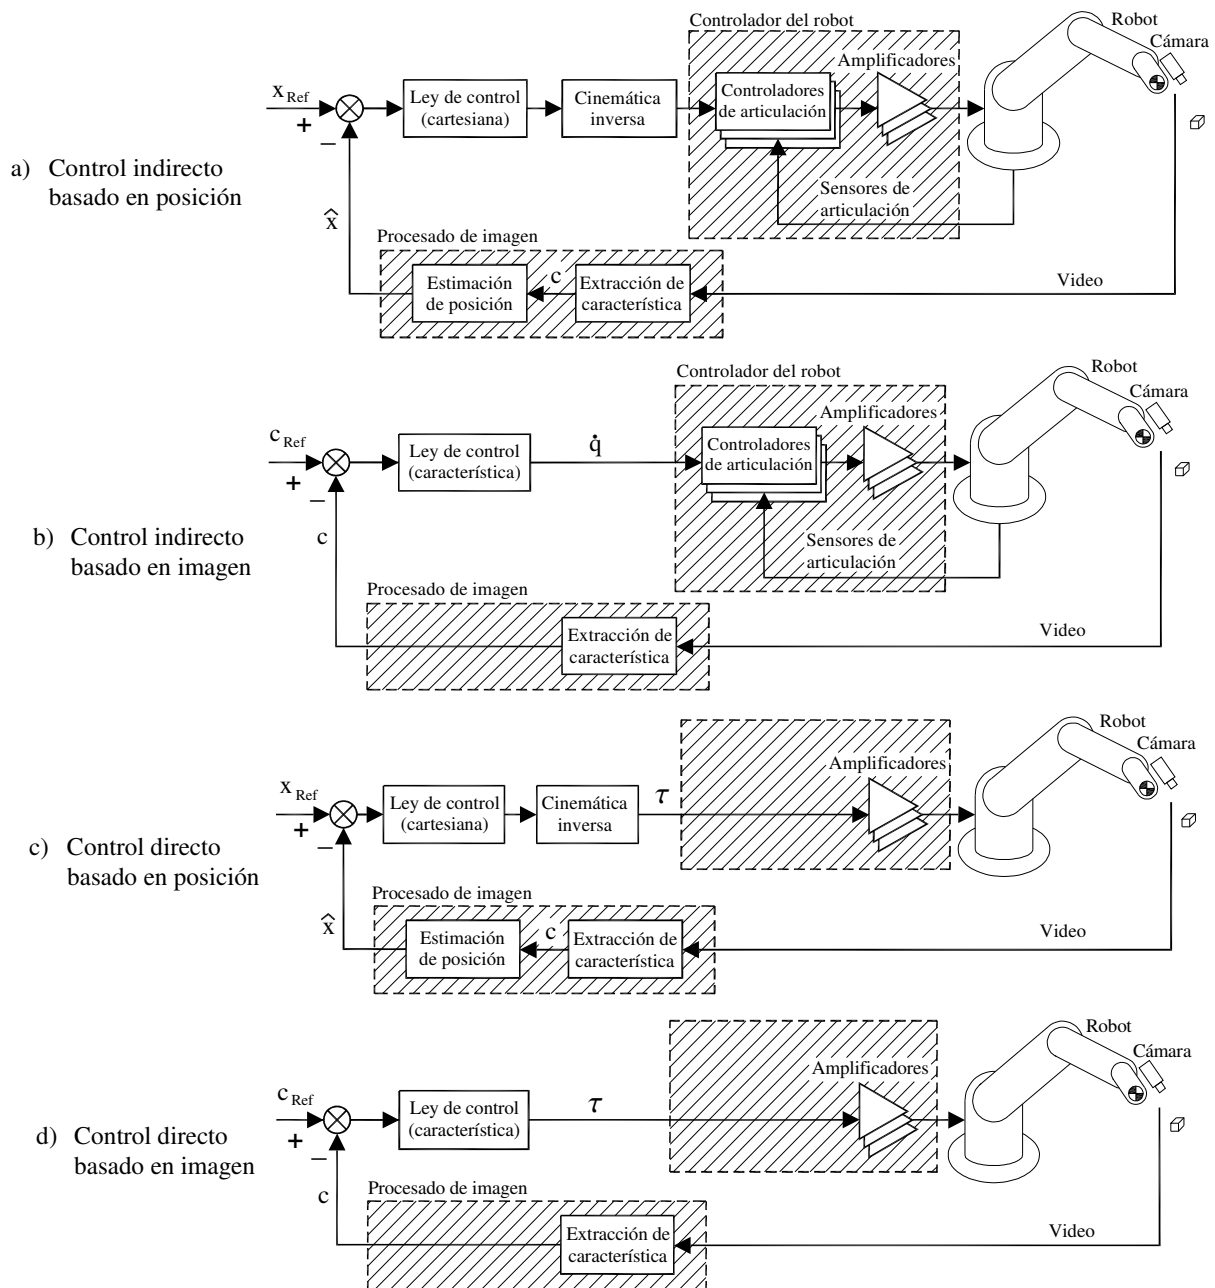 Controlador del robot
Robot
Cámara
Amplificadores
x Ref
+
−
Ley de control
(cartesiana)
Cinemática
inversa
Controladores
de articulación
a) Control indirecto
basado en posición
Sensores de
articulación
x̂
Procesado de imagen
Estimación
de posición
c
Extracción de
característica
Video
Controlador del robot
Robot
Cámara
Amplificadores
c Ref
+
−
Ley de control
(característica)
q̇
Controladores
de articulación
b) Control indirecto
basado en imagen
c
Sensores de
articulación
Procesado de imagen
Extracción de
característica
Video
Robot
Cámara
Amplificadores
x Ref
+
−
Ley de control
(cartesiana)
Cinemática
inversa
τ
c) Control directo
basado en posición
x̂
Procesado de imagen
Estimación
de posición
c
Extracción de
característica
Video
Robot
Cámara
Amplificadores
c Ref
+
−
Ley de control
(característica)
τ
d) Control directo
basado en imagen
c
Procesado de imagen
Extracción de
característica
Video